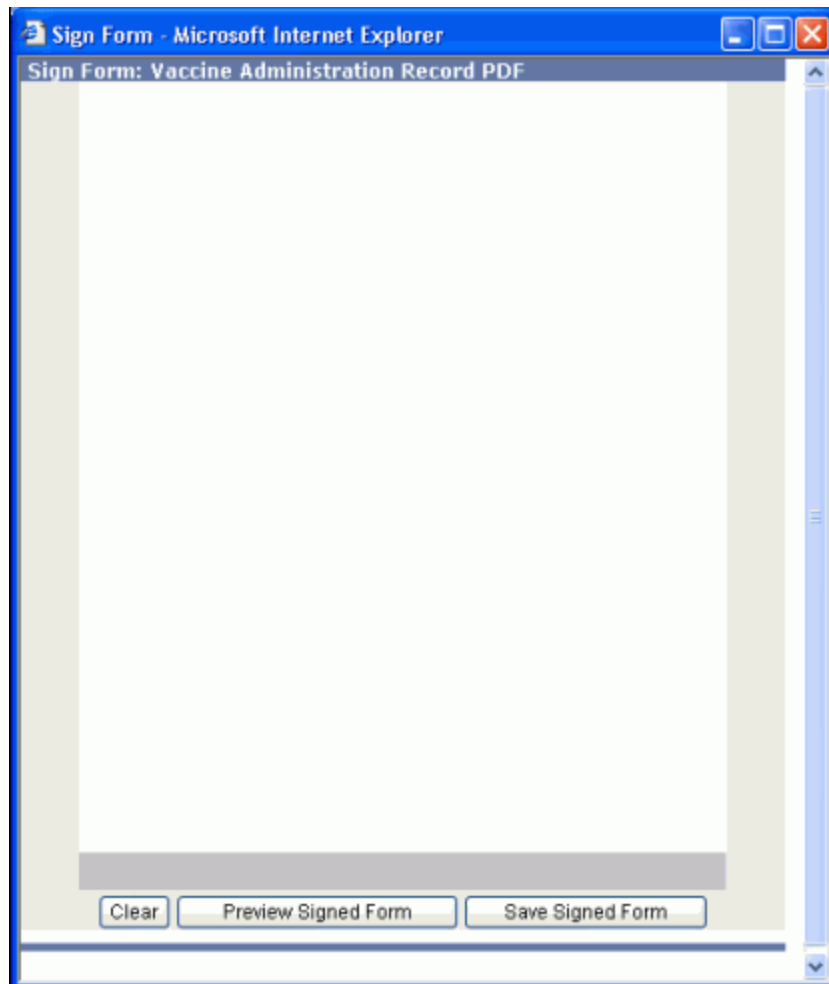 Sign Form - Microsoft Internet Explorer
Sign Form: Vaccine Administration Record PDF
Clear Preview Signed Form Save Signed Form